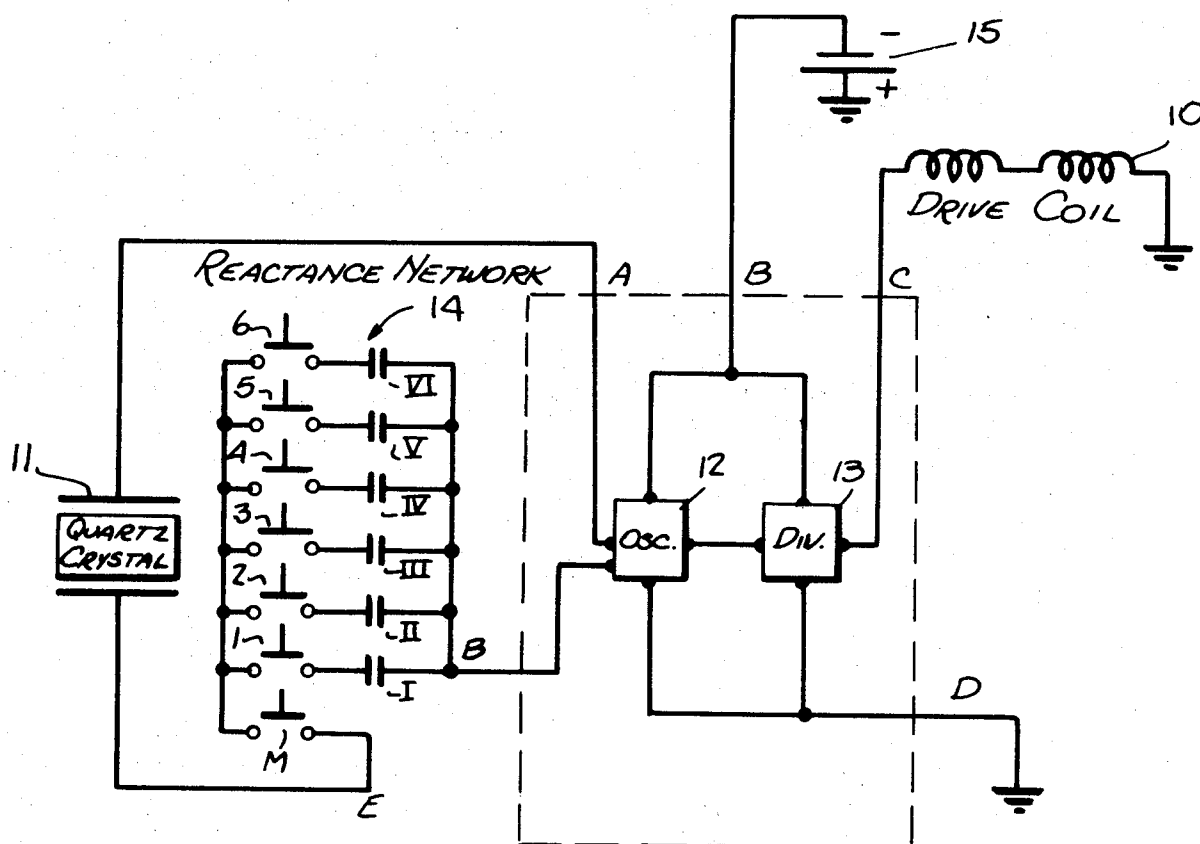 15
-
+
10
DRIVE COIL
REACTANCE NETWORK
A
B
C
14
6
VI
5
V
A
IV
11
QUARTZ
CRYSTAL
3
III
12
OSC.
13
DIV.
2
II
1
I
B
M
E
D